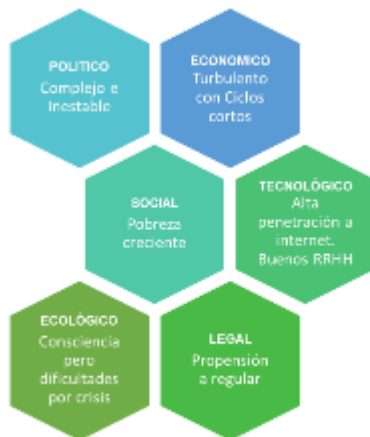 POLITICO
Complejo e
Inestable
ECONOMICO
Turbulento
con Ciclos
cortos
SOCIAL
Pobreza
creciente
TECNOLÓGICO
Alta
penetración a
internet.
Buenos RRHH
ECOLÓGICO
Consciencia
pero
dificultades
por crisis
LEGAL
Propensión
a regular